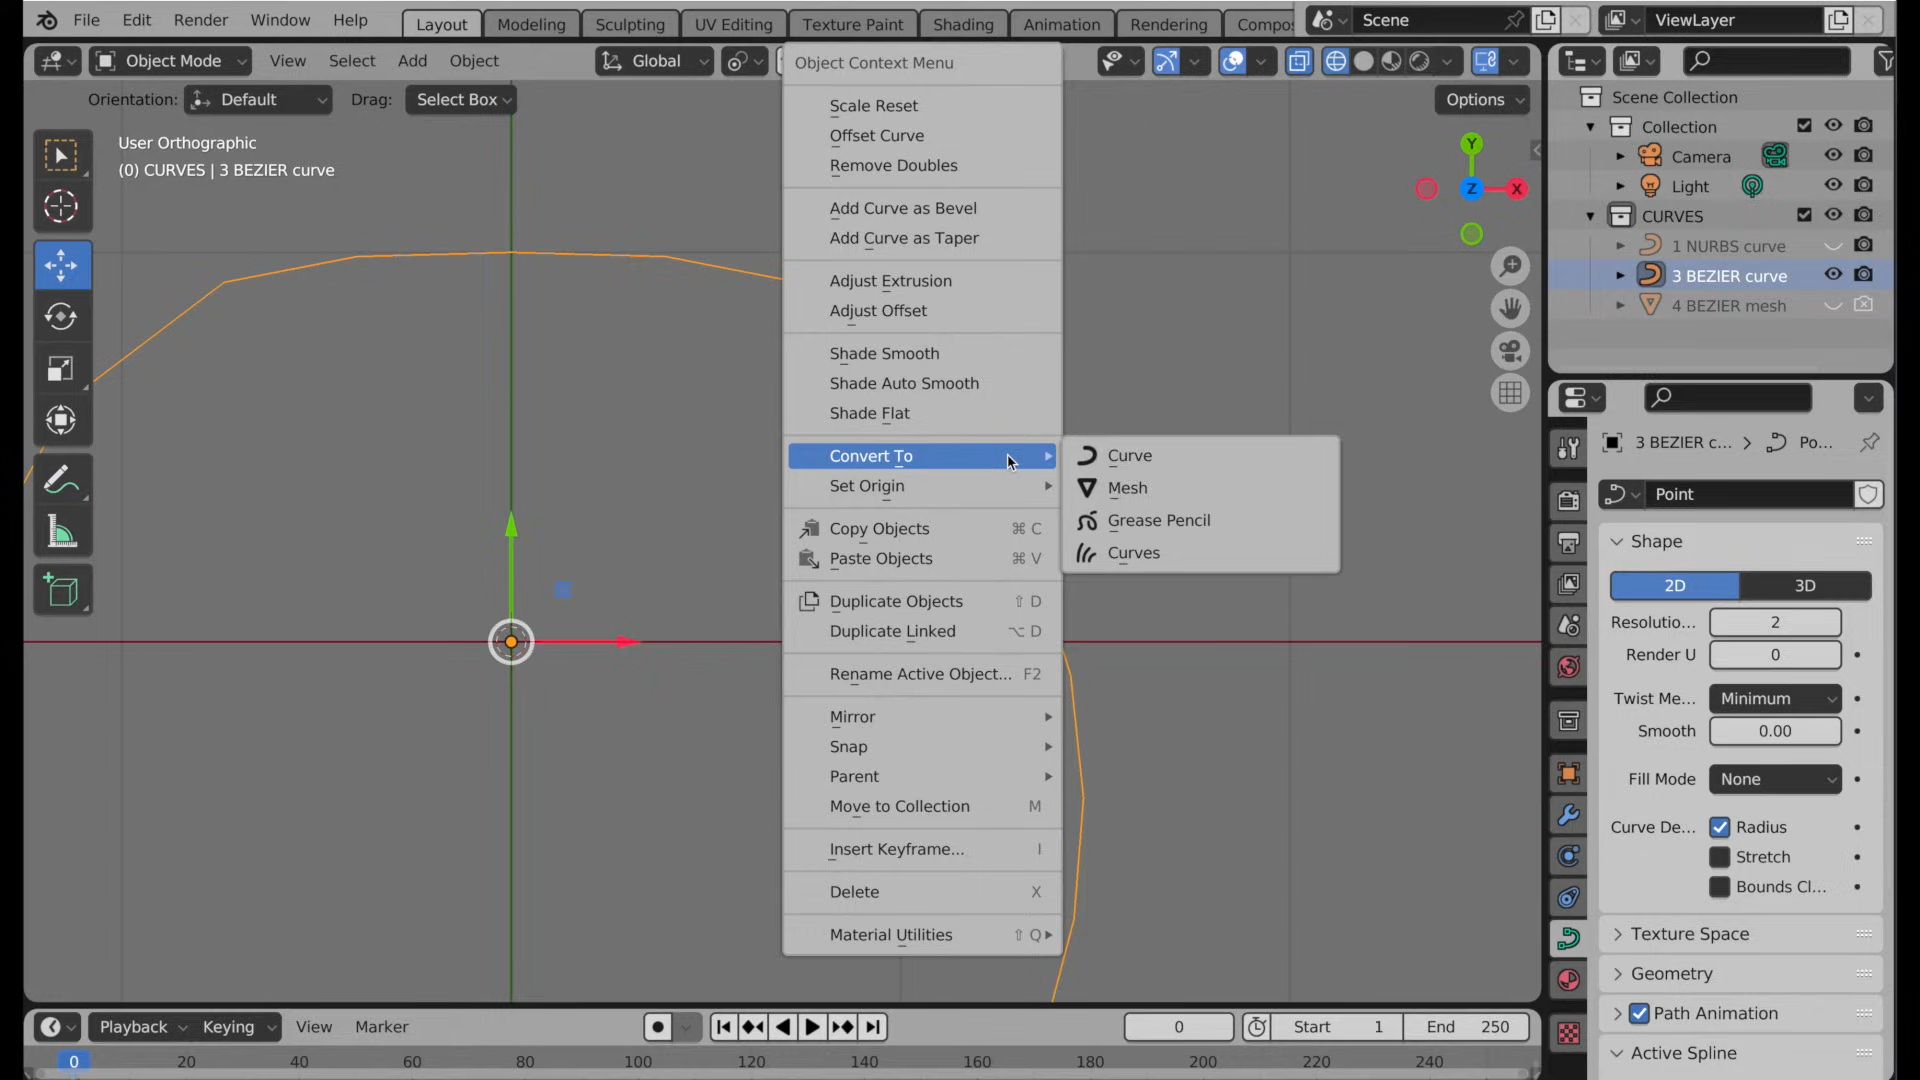 File Edit Render Window Help Layout Modeling Sculpting UV Editing Texture Paint Shading Animation Rendering Compos Scene ViewLayer
Object Mode View Select Add Object Global
Orientation: Default Drag: Select Box Options
User Orthographic
(0) CURVES | 3 BEZIER curve
Y
Z
X
Object Context Menu
Scale Reset
Offset Curve
Remove Doubles
Add Curve as Bevel
Add Curve as Taper
Adjust Extrusion
Adjust Offset
Shade Smooth
Shade Auto Smooth
Shade Flat
Convert To
Set Origin
Copy Objects ⌘ C
Paste Objects ⌘ V
Duplicate Objects ⇧ D
Duplicate Linked ⌥ D
Rename Active Object... F2
Mirror
Snap
Parent
Move to Collection M
Insert Keyframe... I
Delete X
Material Utilities ⇧ Q
Curve
Mesh
Grease Pencil
Curves
Scene Collection
Collection
Camera
Light
CURVES
1 NURBS curve
3 BEZIER curve
4 BEZIER mesh
3 BEZIER c... Po...
Point
Shape
2D 3D
Resolutio... 2
Render U 0
Twist Me... Minimum
Smooth 0.00
Fill Mode None
Curve De... Radius
Stretch
Bounds Cl...
Texture Space
Geometry
Path Animation
Active Spline
Playback Keying View Marker 0 Start 1 End 250
0 20 40 60 80 100 120 140 160 180 200 220 240